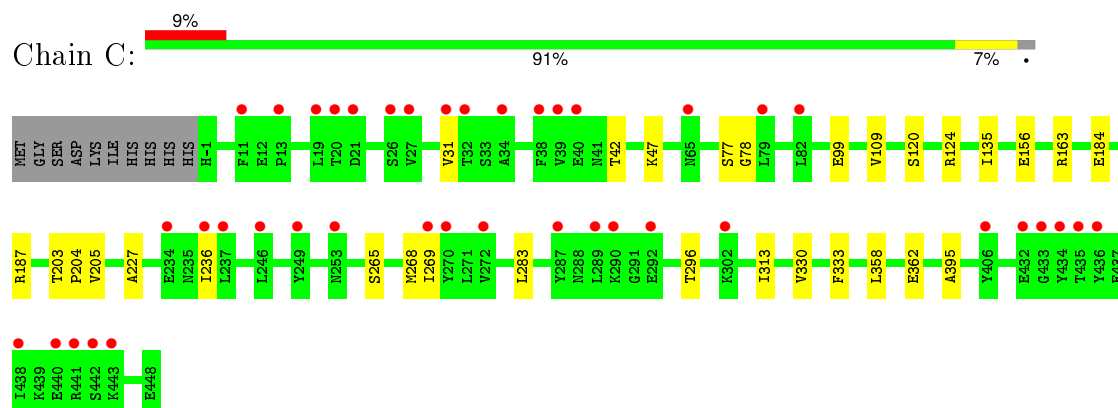 9%
Chain C:
91% 7% •
MET GLY SER ASP LYS ILE HIS HIS HIS HIS HIS H-1 F11 E12 P13 L19 T20 D21 S26 V27 V31 T32 S33 A34 F38 V39 E40 N41 T42 K47 N65 S77 G78 L79 L82 E99 V109 S120 R124 I135 E156 R163 E184
R187 T203 P204 V205 A227 E234 N235 I236 L237 L246 Y249 N253 S265 M268 I269 Y270 L271 V272 L283 Y287 N288 L289 K290 G291 E292 T296 K302 I313 V330 F333 L358 E362 A395 Y406 E432 G433 Y434 T435 Y436 E437
I438 K439 E440 R441 S442 K443 E448